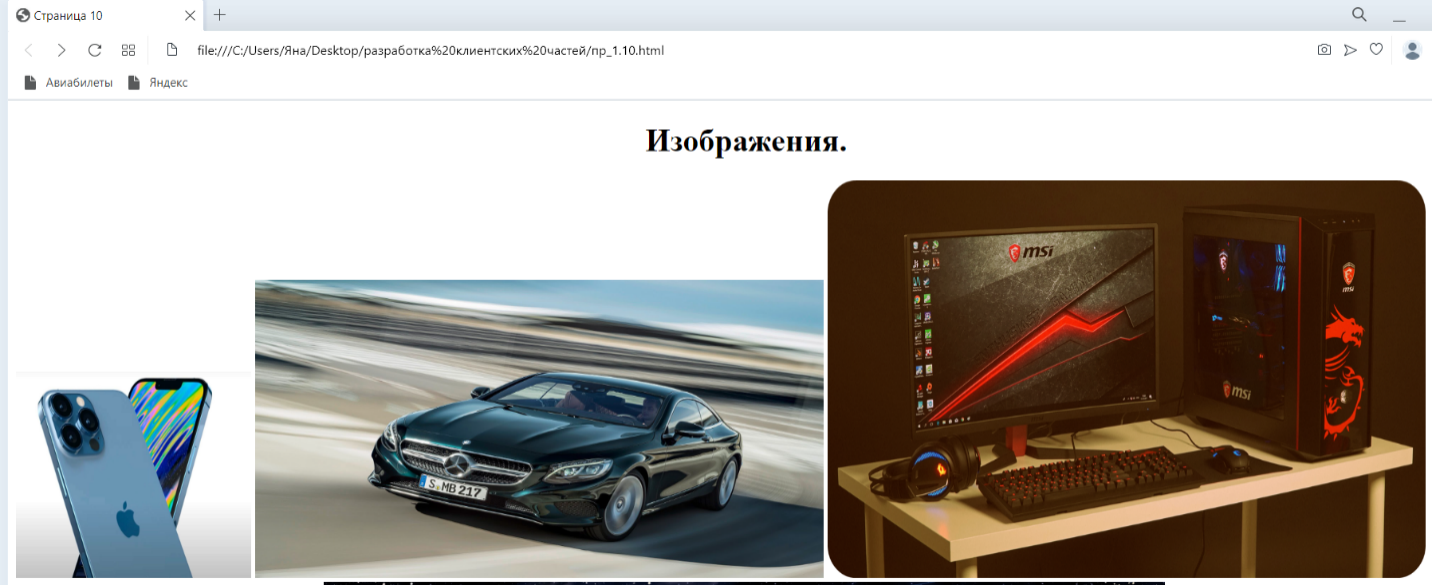 Страница 10
file:///C:/Users/Яна/Desktop/разработка%20клиентских%20частей/пр_1.10.html
Авиабилеты Яндекс
Изображения.
msi
msi
msi
S MB 217